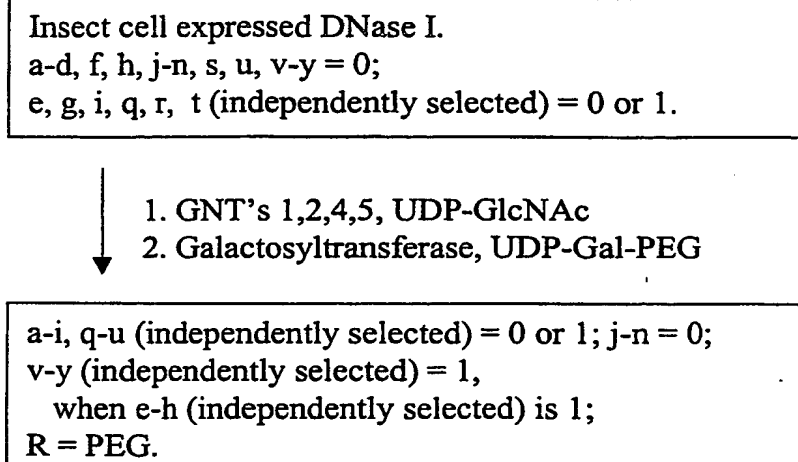 Insect cell expressed DNase I.
a-d, f, h, j-n, s, u, v-y = 0;
e, g, i, q, r, t (independently selected) = 0 or 1.
1. GNT's 1,2,4,5, UDP-GlcNAc
2. Galactosyltransferase, UDP-Gal-PEG
a-i, q-u (independently selected) = 0 or 1; j-n = 0;
v-y (independently selected) = 1,
when e-h (independently selected) is 1;
R = PEG.